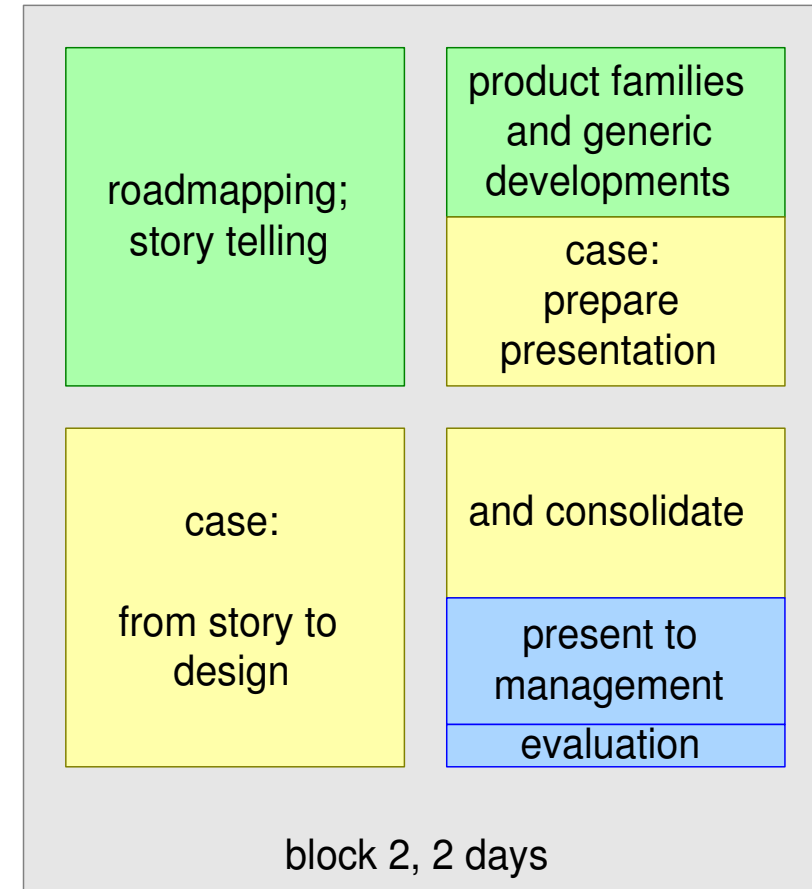 roadmapping;
story telling
product families
and generic
developments
case:
prepare
presentation
case:
from story to
design
and consolidate
present to
management
evaluation
block 2, 2 days